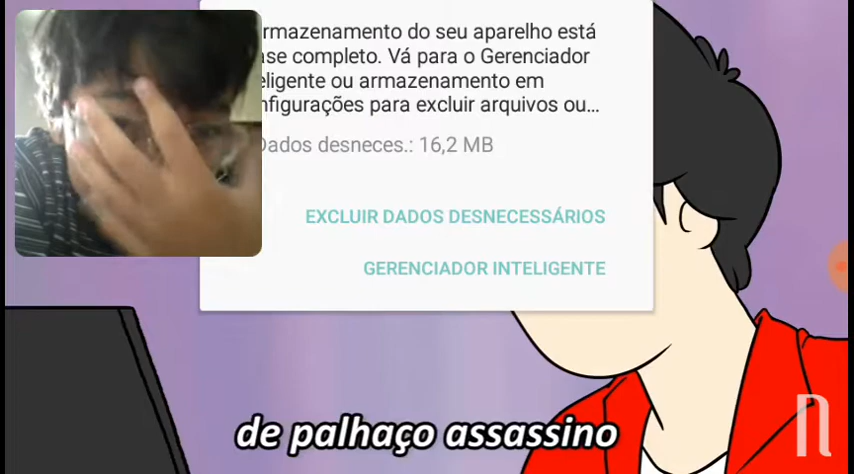 rmazenamento do seu aparelho está
ase completo. Vá para o Gerenciador
eligente ou armazenamento em
nfigurações para excluir arquivos ou...
Dados desneces.: 16,2 MB
EXCLUIR DADOS DESNECESSÁRIOS
GERENCIADOR INTELIGENTE
de palhaço assassino